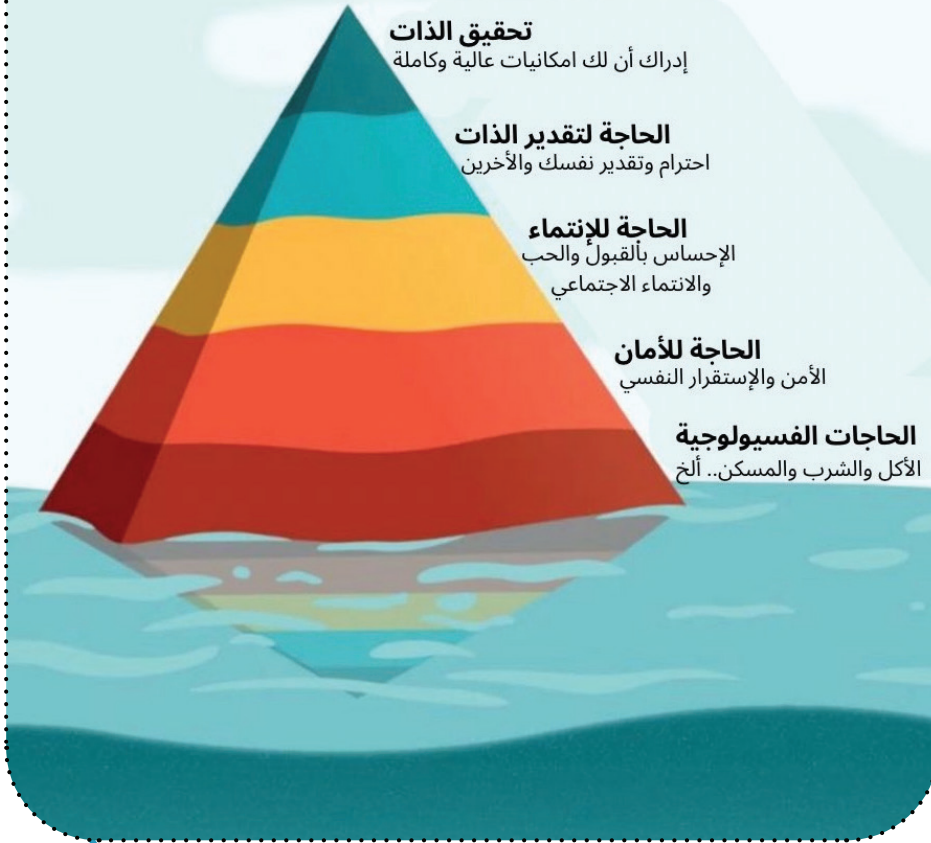 تحقيق الذات
إدراك أن لك امكانيات عالية وكاملة
الحاجة لتقدير الذات
احترام وتقدير نفسك والأخرين
الحاجة للإنتماء
الإحساس بالقبول والحب
والانتماء الاجتماعي
الحاجة للأمان
الأمن والإستقرار النفسي
الحاجات الفسيولوجية
الأكل والشرب والمسكن.. ألخ